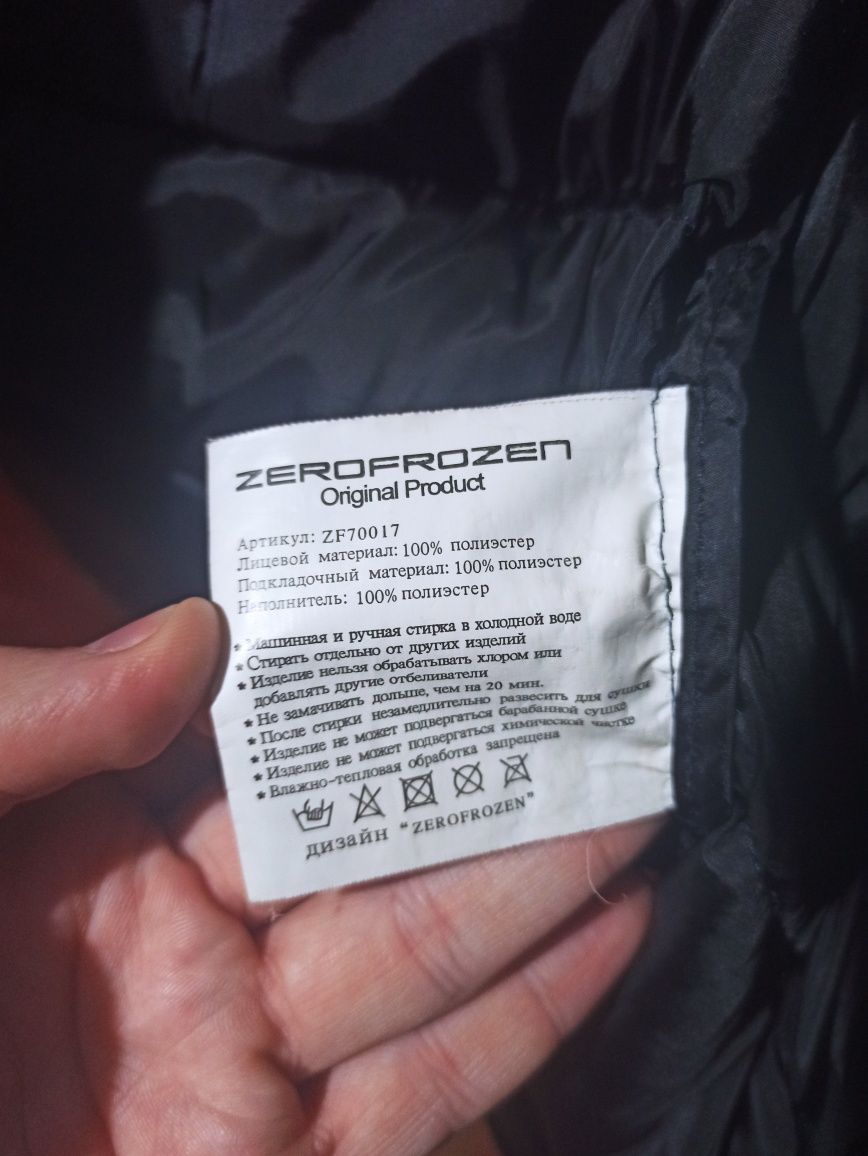 ZEROFROZEN
Original Product
Артикул: ZF70017
Лицевой материал: 100% полиэстер
Подкладочный материал: 100% полиэстер
Наполнитель: 100% полиэстер
* Машинная и ручная стирка в холодной воде
* Стирать отдельно от других изделий
* Изделие нельзя обрабатывать хлором или
добавлять другие отбеливатели
* Не замачивать дольше, чем на 20 мин.
* После стирки незамедлительно развесить для сушки
* Изделие не может подвергаться барабанной сушке
* Изделие не может подвергаться химической чистке
* Влажно-тепловая обработка запрещена
дизайн "ZEROFROZEN"